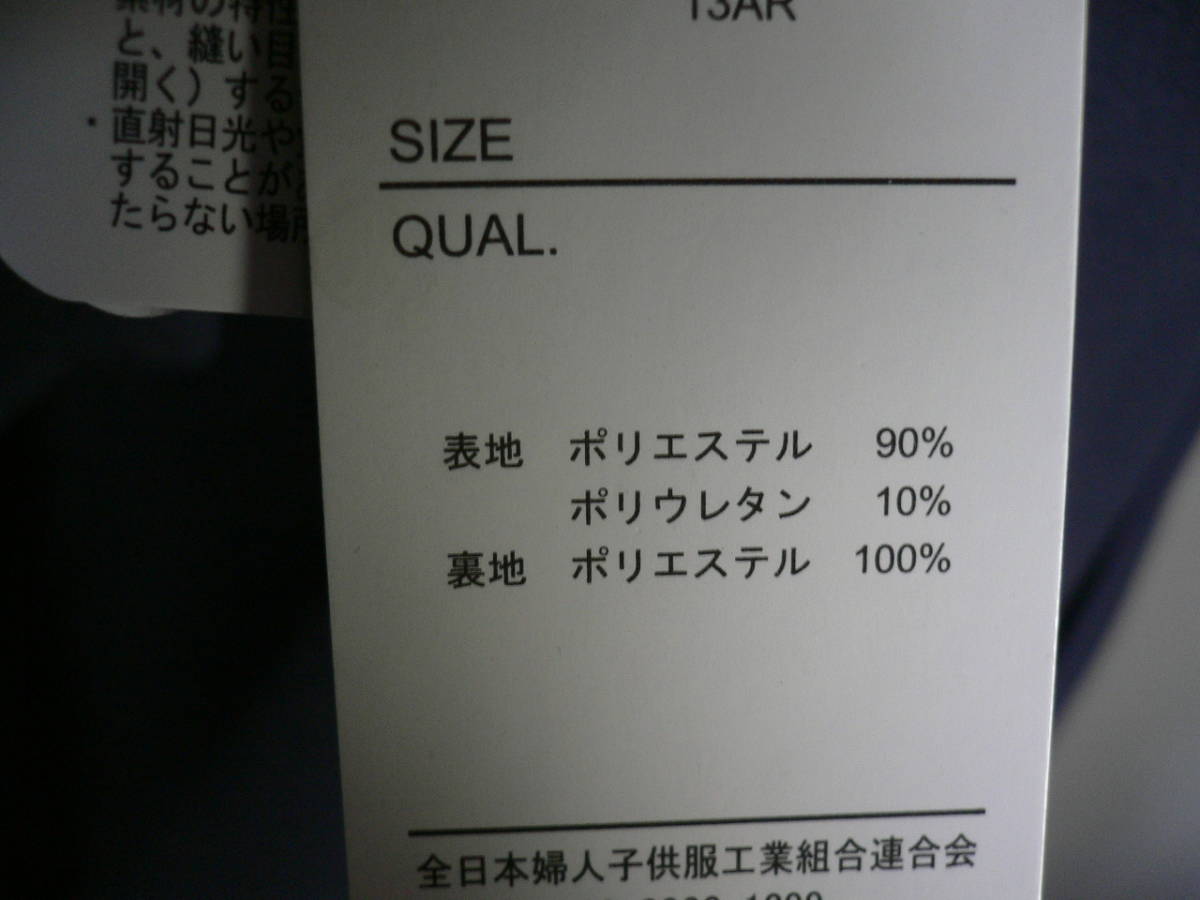 と、縫い目
開く）する
・直射日光や
することが
たらない場所
13AR
SIZE
QUAL.
表地 ポリエステル 90%
ポリウレタン 10%
裏地 ポリエステル 100%
全日本婦人子供服工業組合連合会